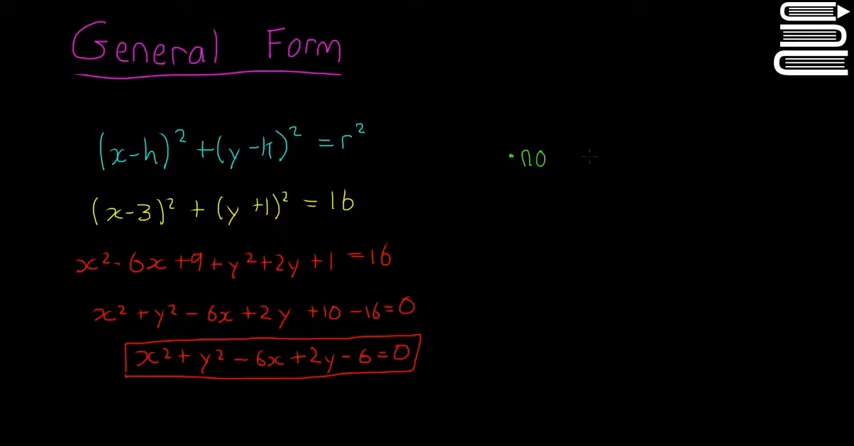 General Form
(x-h)² + (y-k)² = r²
(x-3)² + (y+1)² = 16
x² - 6x + 9 + y² + 2y + 1 = 16
x² + y² - 6x + 2y + 10 - 16 = 0
x² + y² - 6x + 2y - 6 = 0
• no